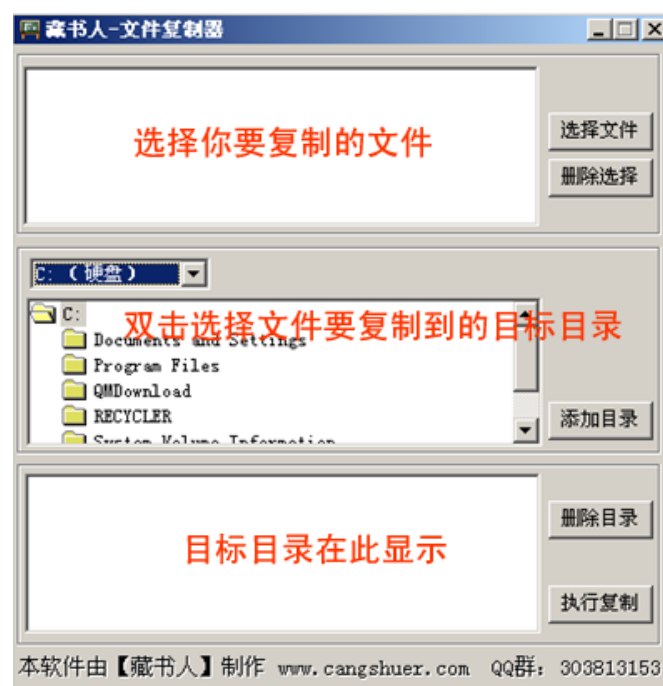 藏书人-文件复制器
选择你要复制的文件
选择文件
删除选择
C: (硬盘)
C:
双击选择文件要复制到的目标目录
Documents and Settings
Program Files
QMDownload
RECYCLER
System Volume Information
添加目录
删除目录
目标目录在此显示
执行复制
本软件由【藏书人】制作 www.cangshuer.com QQ群: 303813153